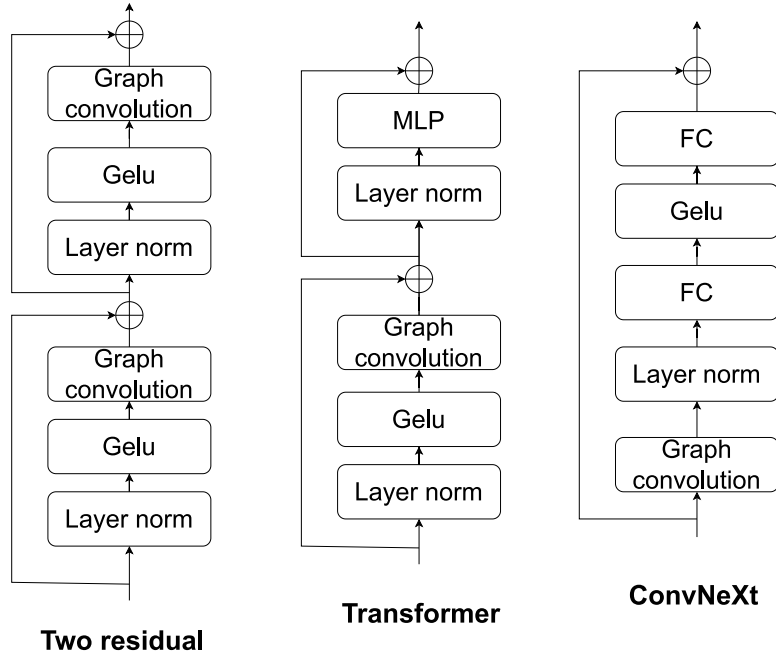 Graph
convolution
Gelu
Layer norm
Graph
convolution
Gelu
Layer norm
Two residual
MLP
Layer norm
Graph
convolution
Gelu
Layer norm
Transformer
FC
Gelu
FC
Layer norm
Graph
convolution
ConvNeXt